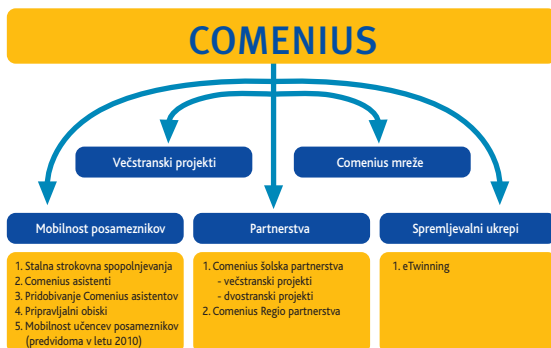 COMENIUS
Večstranski projekti
Comenius mreže
Mobilnost posameznikov
Partnerstva
Spremljevalni ukrepi
1. Stalna strokovna spopolnjevanja
2. Comenius asistenti
3. Pridobivanje Comenius asistentov
4. Pripravljalni obiski
5. Mobilnost učencev posameznikov
(predvidoma v letu 2010)
1. Comenius šolska partnerstva
- večstranski projekti
- dvostranski projekti
2. Comenius Regio partnerstva
1. eTwinning